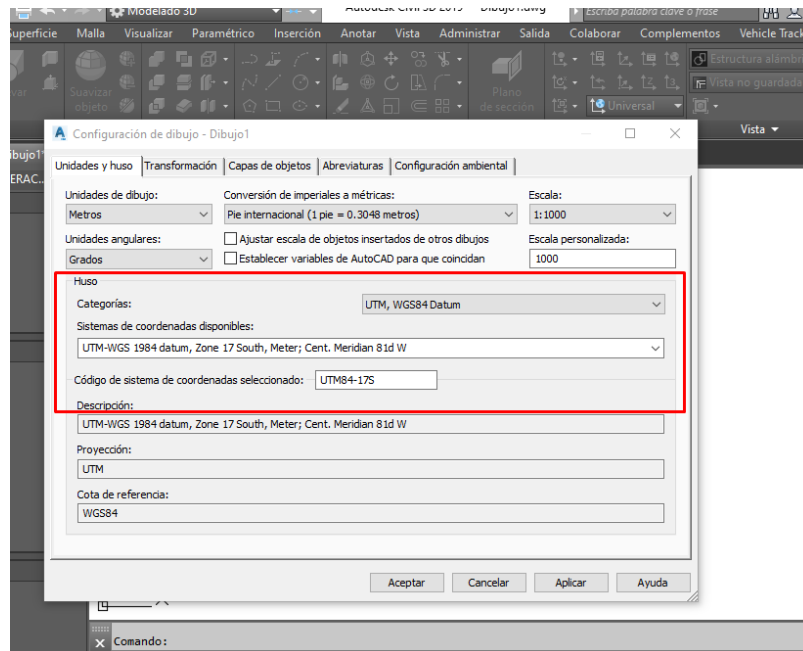 Modelado 3D Autodesk Civil 3D 2019 Dibujo1.dwg Escriba palabra clave o frase
Superficie Malla Visualizar Paramétrico Inserción Anotar Vista Administrar Salida Colaborar Complementos Vehicle Track
Estructura alámbri
Suavizar
objeto
Plano
de sección
Vista no guardada
Universal
Vista
Configuración de dibujo - Dibujo1
Unidades y huso Transformación Capas de objetos Abreviaturas Configuración ambiental
Unidades de dibujo: Conversión de imperiales a métricas: Escala:
Metros Pie internacional (1 pie = 0.3048 metros) 1:1000
Unidades angulares: Ajustar escala de objetos insertados de otros dibujos Escala personalizada:
Grados Establecer variables de AutoCAD para que coincidan 1000
Huso
Categorías: UTM, WGS84 Datum
Sistemas de coordenadas disponibles:
UTM-WGS 1984 datum, Zone 17 South, Meter; Cent. Meridian 81d W
Código de sistema de coordenadas seleccionado: UTM84-17S
Descripción:
UTM-WGS 1984 datum, Zone 17 South, Meter; Cent. Meridian 81d W
Proyección:
UTM
Cota de referencia:
WGS84
Aceptar Cancelar Aplicar Ayuda
Comando: